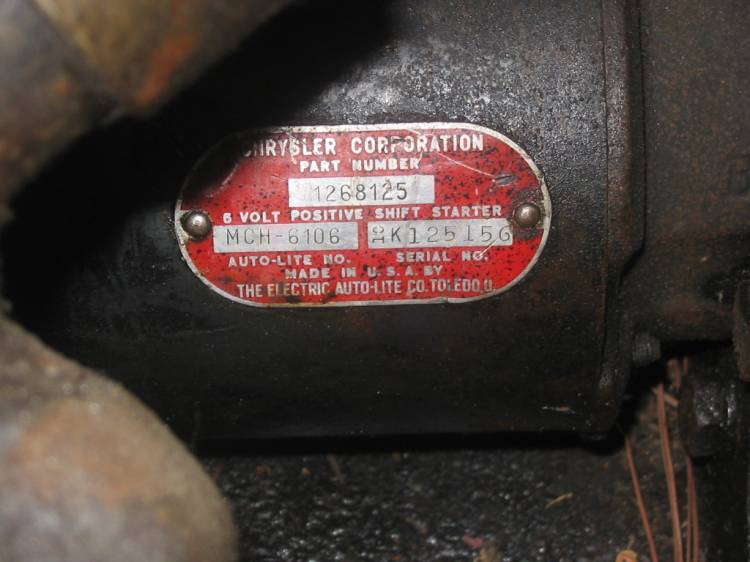 CHRYSLER CORPORATION
PART NUMBER
1268125
6 VOLT POSITIVE SHIFT STARTER
MCH-6106 2K125156
AUTO-LITE NO. SERIAL NO.
MADE IN U.S.A. BY
THE ELECTRIC AUTO-LITE CO. TOLEDO, O.